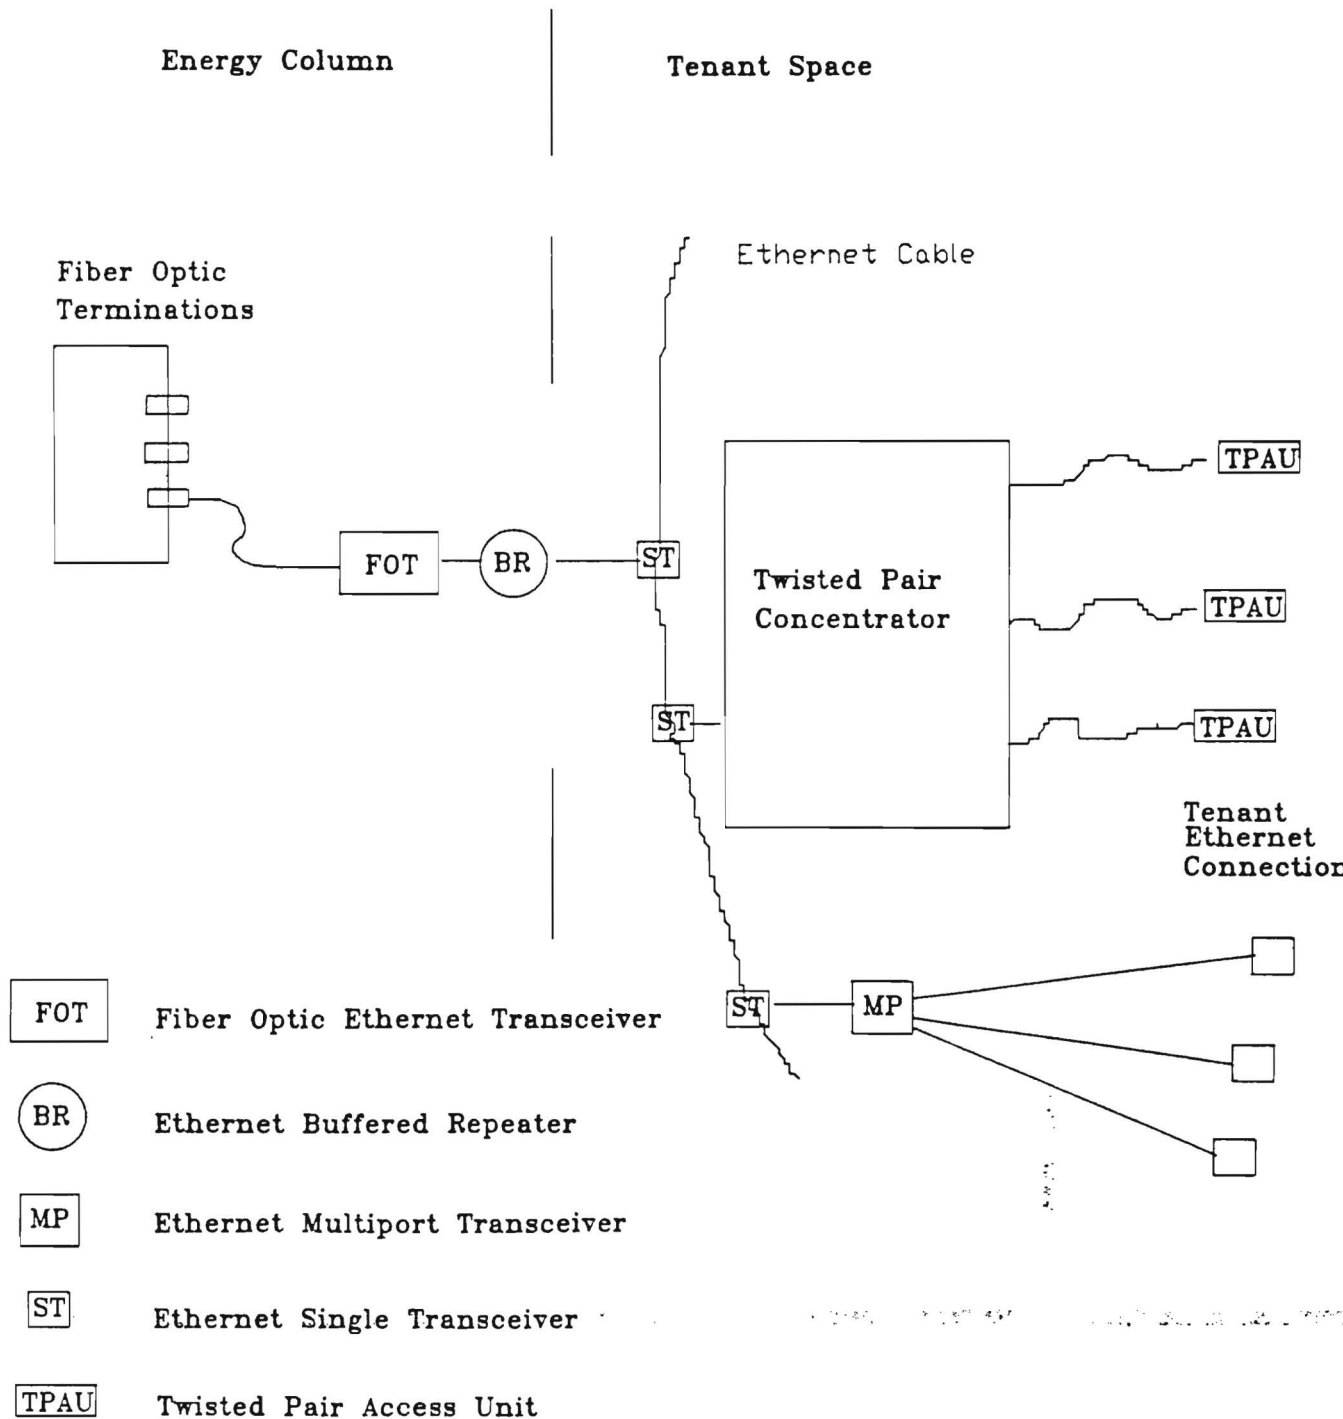 Energy Column
Tenant Space
Ethernet Cable
Fiber Optic
Terminations
TPAU
FOT
BR
ST
Twisted Pair
Concentrator
TPAU
ST
TPAU
Tenant
Ethernet
Connection
ST
MP
FOT
Fiber Optic Ethernet Transceiver
BR
Ethernet Buffered Repeater
MP
Ethernet Multiport Transceiver
ST
Ethernet Single Transceiver
TPAU
Twisted Pair Access Unit